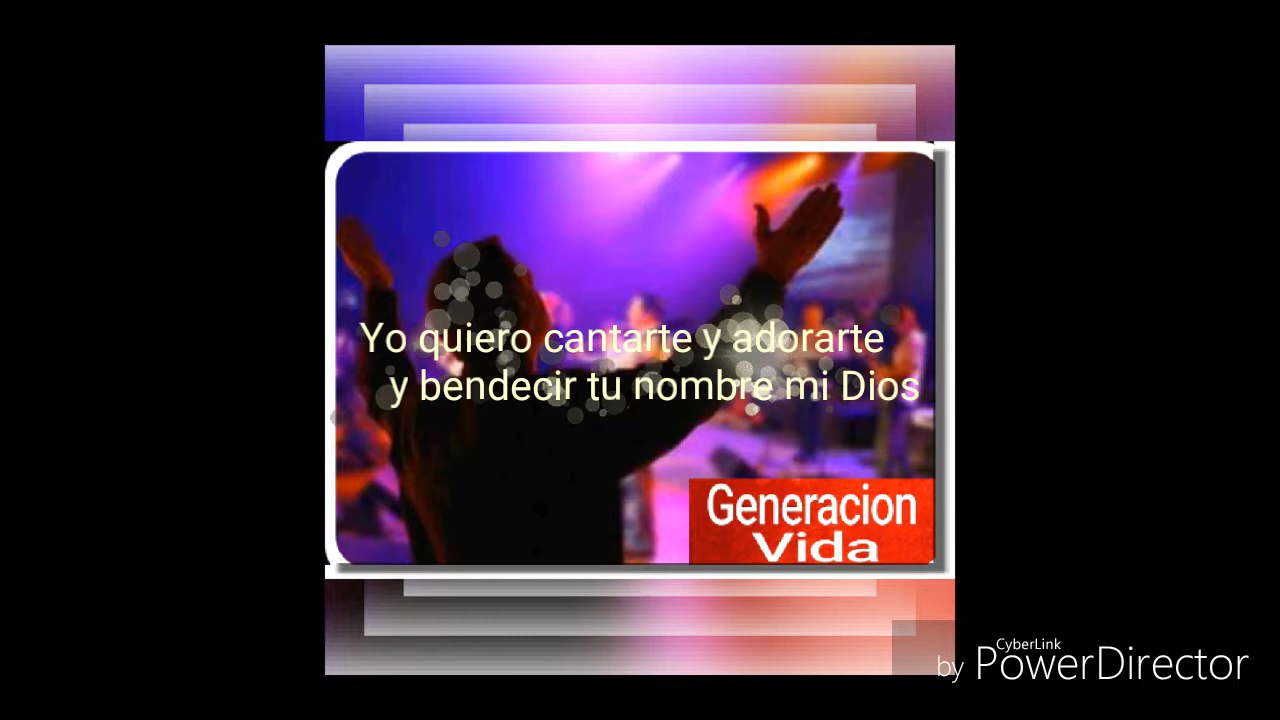 Yo quiero cantarte y adorarte
y bendecir tu nombre mi Dios
Generacion
Vida
CyberLink
by PowerDirector